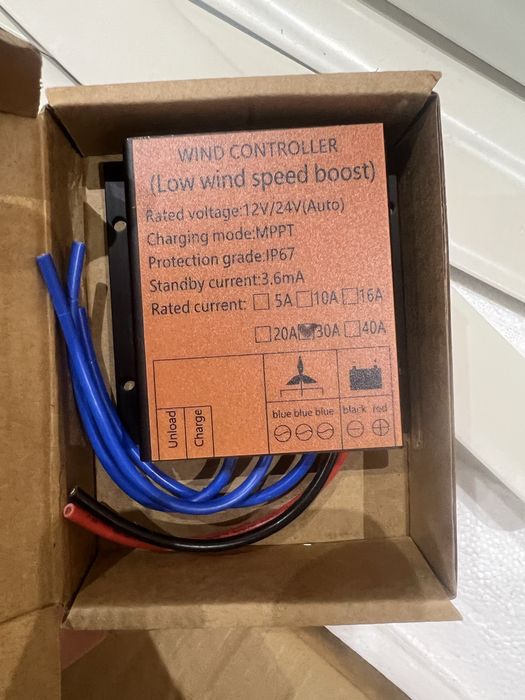 WIND CONTROLLER
(Low wind speed boost)
Rated voltage:12V/24V(Auto)
Charging mode:MPPT
Protection grade:IP67
Standby current:3.6mA
Rated current: 5A 10A 16A
20A 30A 40A
Unload
Charge
blue blue blue
black red